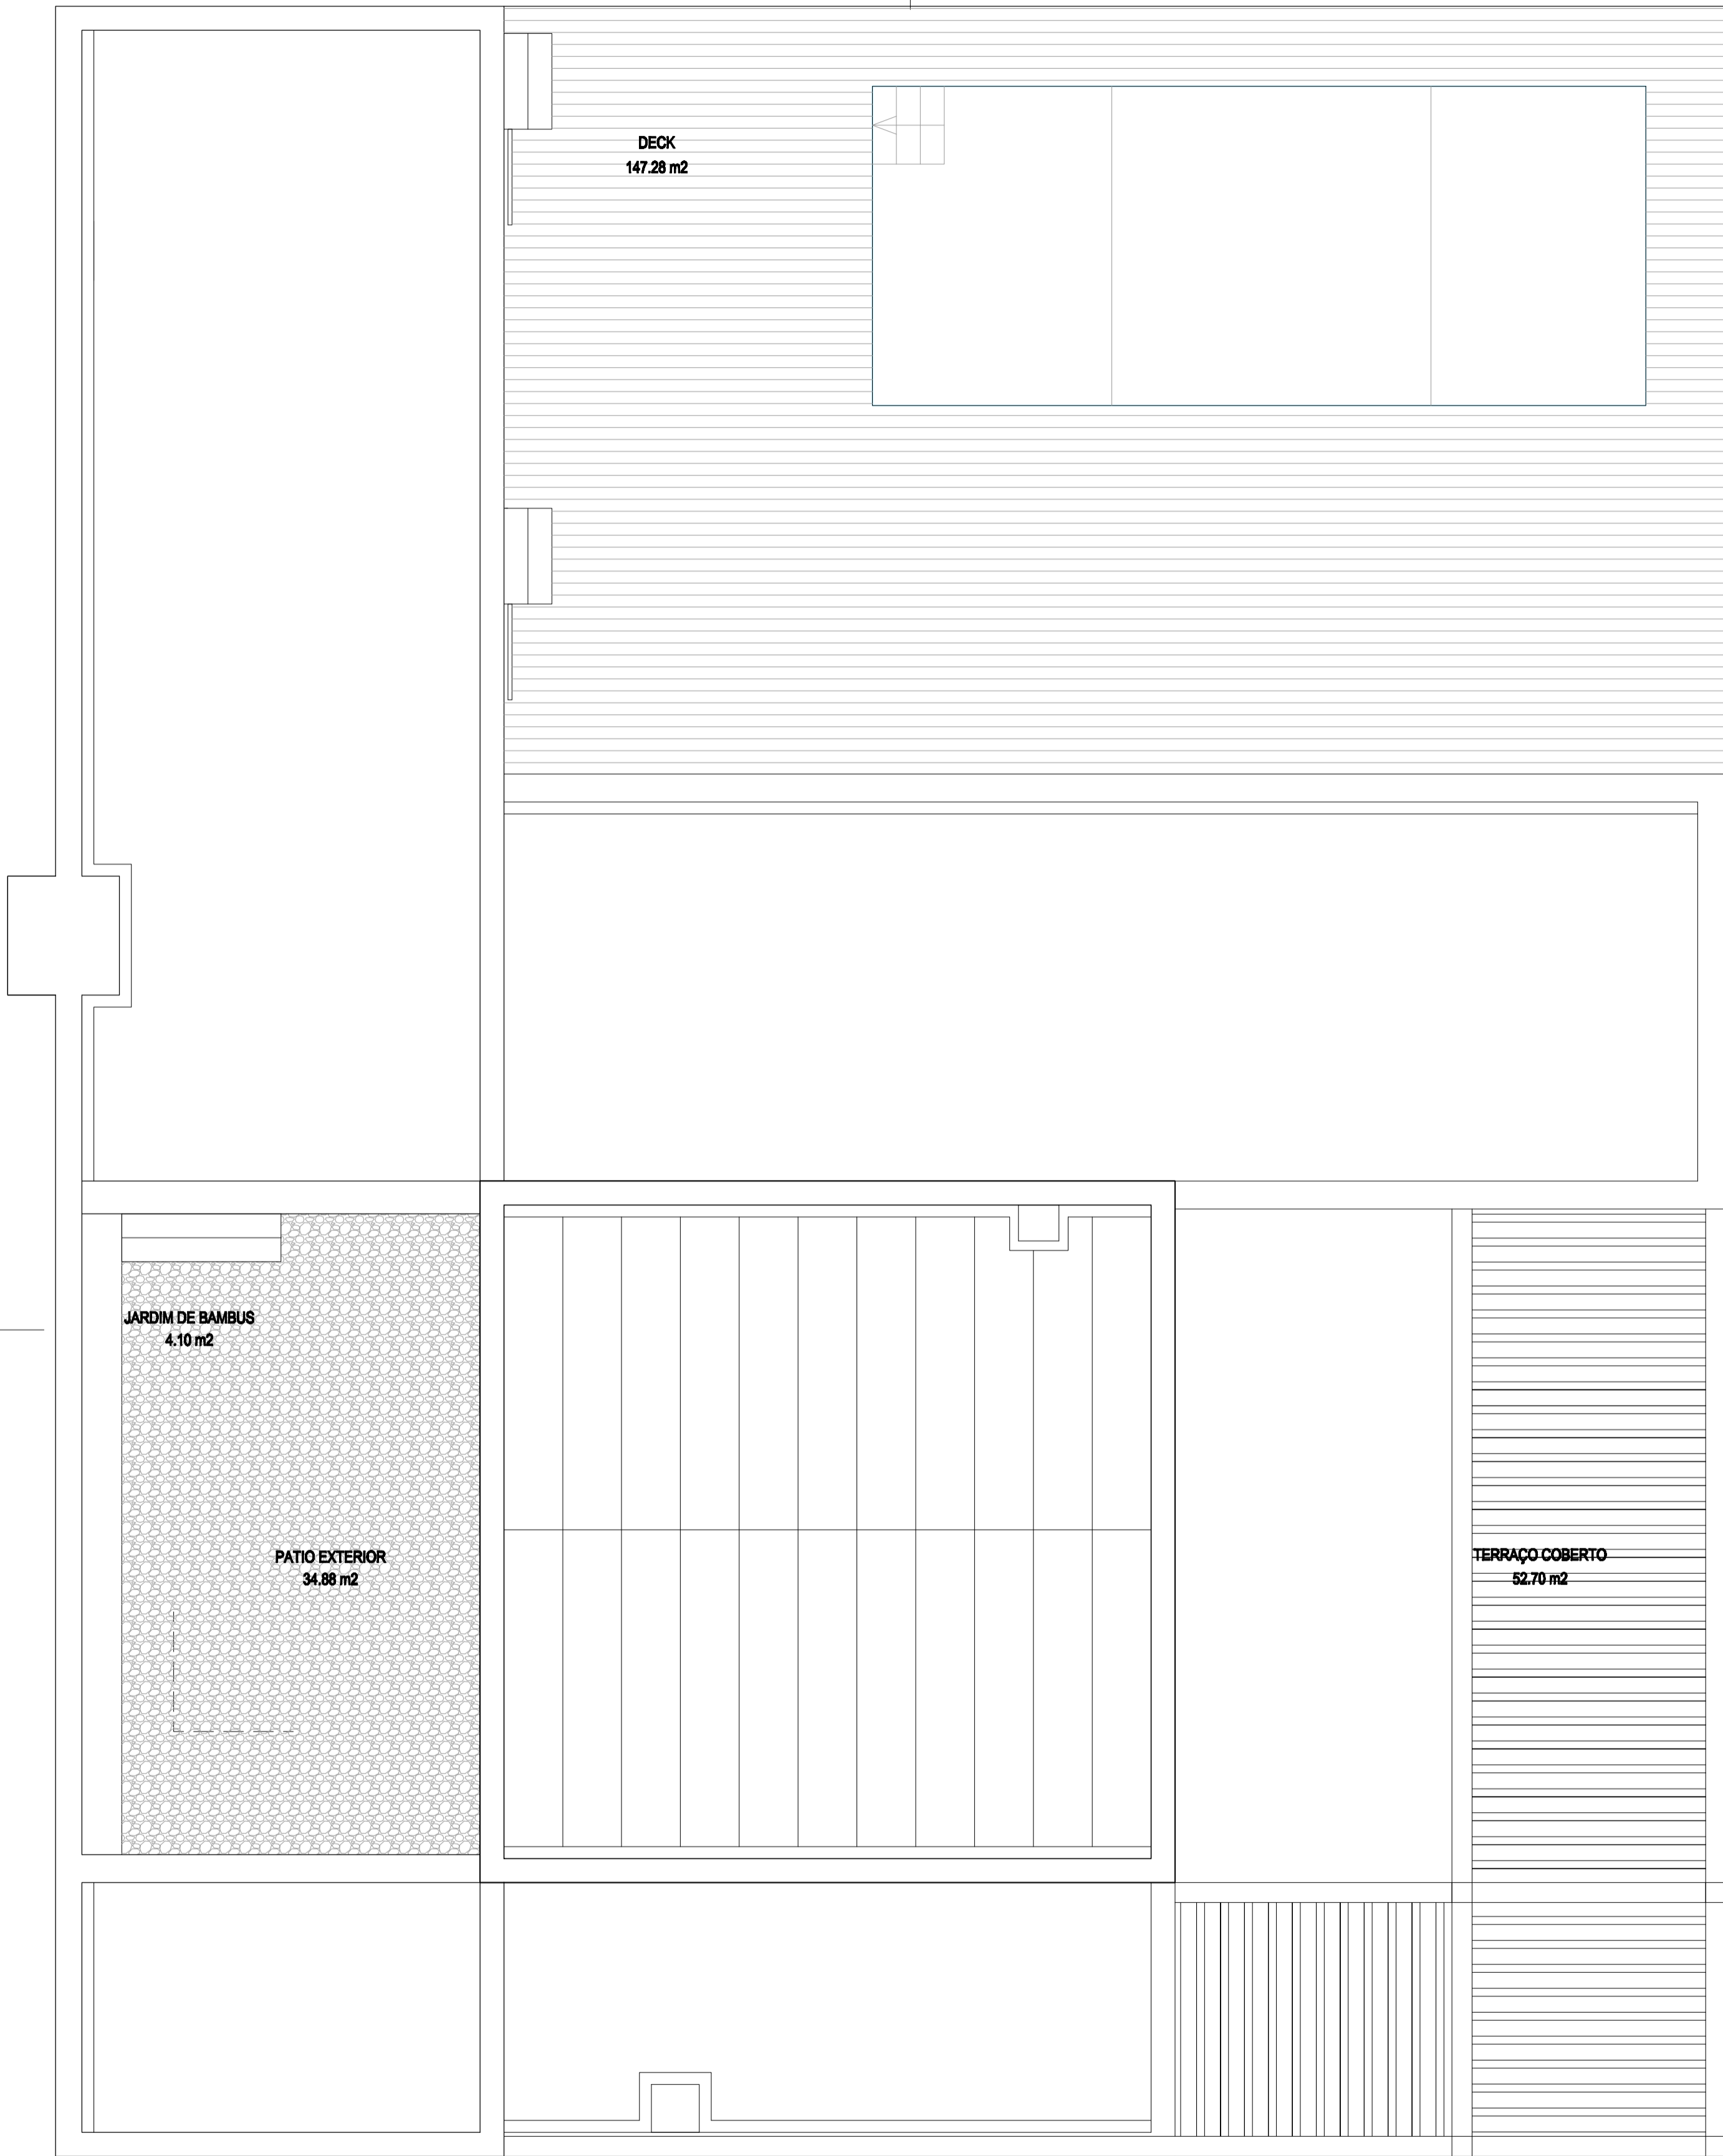 DECK
147.28 m2
JARDIM DE BAMBUS
4.10 m2
PATIO EXTERIOR
34.88 m2
TERRAÇO COBERTO
52.70 m2